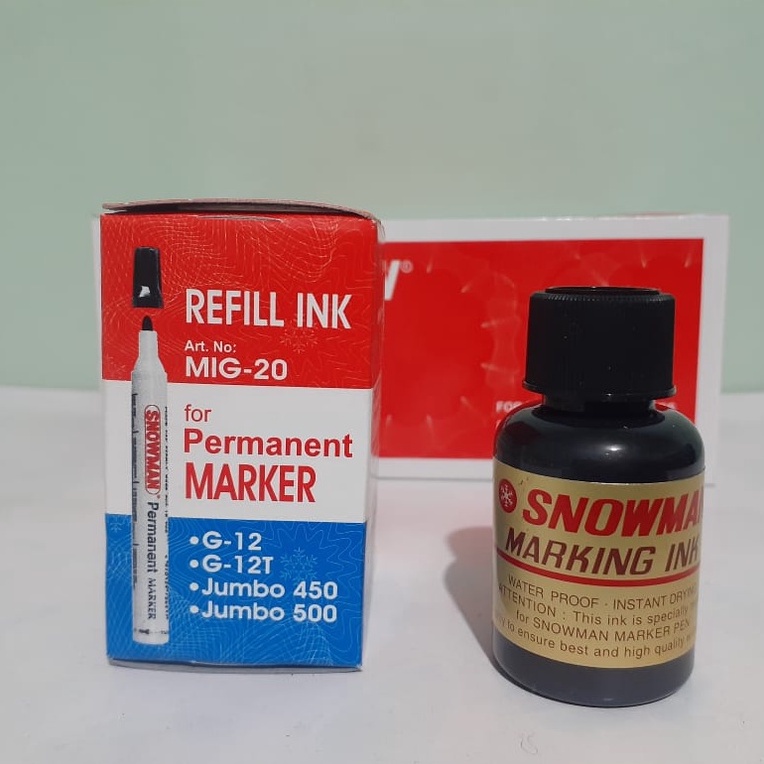 REFILL INK
Art. No:
MIG-20
for
Permanent
MARKER
SNOWMAN Permanent MARKER
•G-12
•G-12T
•Jumbo 450
•Jumbo 500
W®
SNOWMAN
MARKING INK
WATER PROOF · INSTANT
ATTENTION : This ink is
for SNOWMAN MARKER PEN
to ensure best and high quality